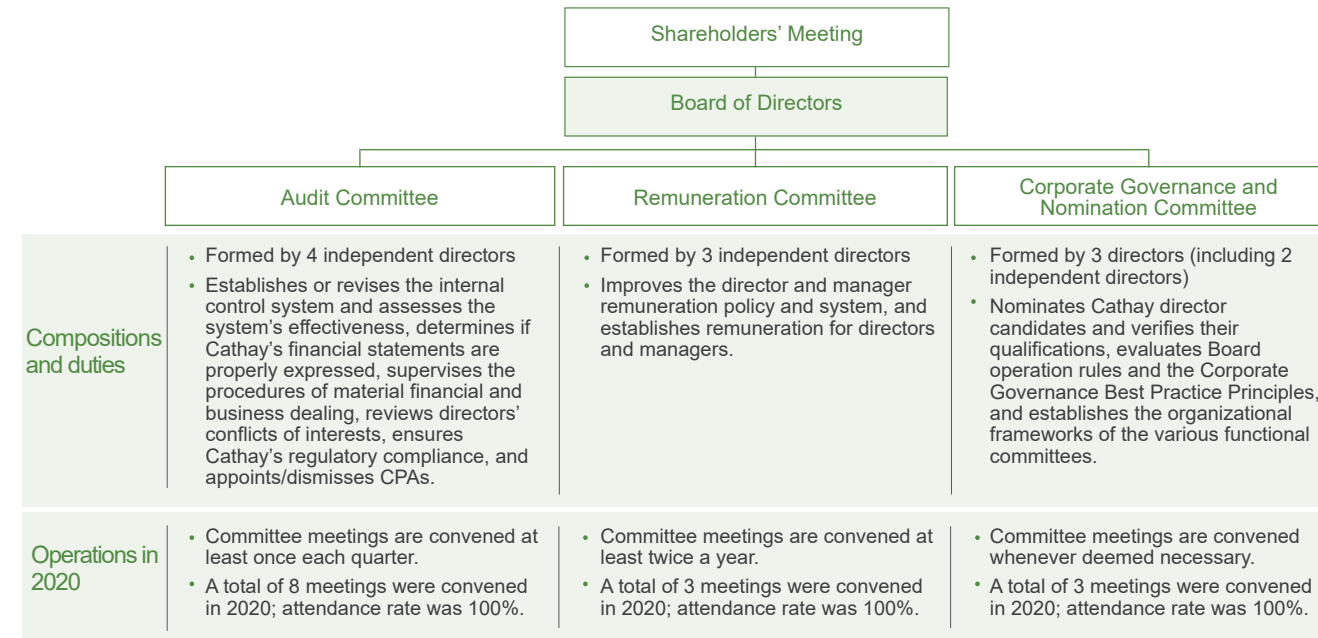 Shareholders’ Meeting
Board of Directors
Audit Committee
Remuneration Committee
Corporate Governance and
Nomination Committee
Compositions
and duties
• Formed by 4 independent directors
• Establishes or revises the internal
control system and assesses the
system’s effectiveness, determines if
Cathay’s financial statements are
properly expressed, supervises the
procedures of material financial and
business dealing, reviews directors’
conflicts of interests, ensures
Cathay’s regulatory compliance, and
appoints/dismisses CPAs.
• Formed by 3 independent directors
• Improves the director and manager
remuneration policy and system, and
establishes remuneration for directors
and managers.
• Formed by 3 directors (including 2
independent directors)
• Nominates Cathay director
candidates and verifies their
qualifications, evaluates Board
operation rules and the Corporate
Governance Best Practice Principles,
and establishes the organizational
frameworks of the various functional
committees.
Operations in
2020
• Committee meetings are convened at
least once each quarter.
• A total of 8 meetings were convened
in 2020; attendance rate was 100%.
• Committee meetings are convened at
least twice a year.
• A total of 3 meetings were convened
in 2020; attendance rate was 100%.
• Committee meetings are convened
whenever deemed necessary.
• A total of 3 meetings were convened
in 2020; attendance rate was 100%.